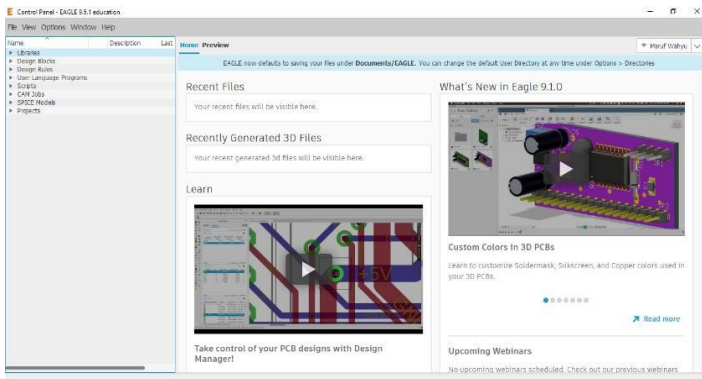 Control Panel - EAGLE 9.5.1 education
File View Options Window Help
Name Description Last
Libraries
Design Blocks
Design Rules
User Language Programs
Scripts
CAM Jobs
SPICE Models
Projects
Home Preview
Maruf Wahyu
EAGLE now defaults to saving your files under Documents/EAGLE. You can change the default User Directory at any time under Options > Directories
Recent Files
Your recent files will be visible here.
Recently Generated 3D Files
Your recent generated 3d files will be visible here.
Learn
+5V
Take control of your PCB designs with Design
Manager!
What's New in Eagle 9.1.0
Custom Colors in 3D PCBs
Learn to customize Soldermask, Silkscreen, and Copper colors used in
your 3D PCBs.
Read more
Upcoming Webinars
No upcoming webinars scheduled. Check out our previous webinars